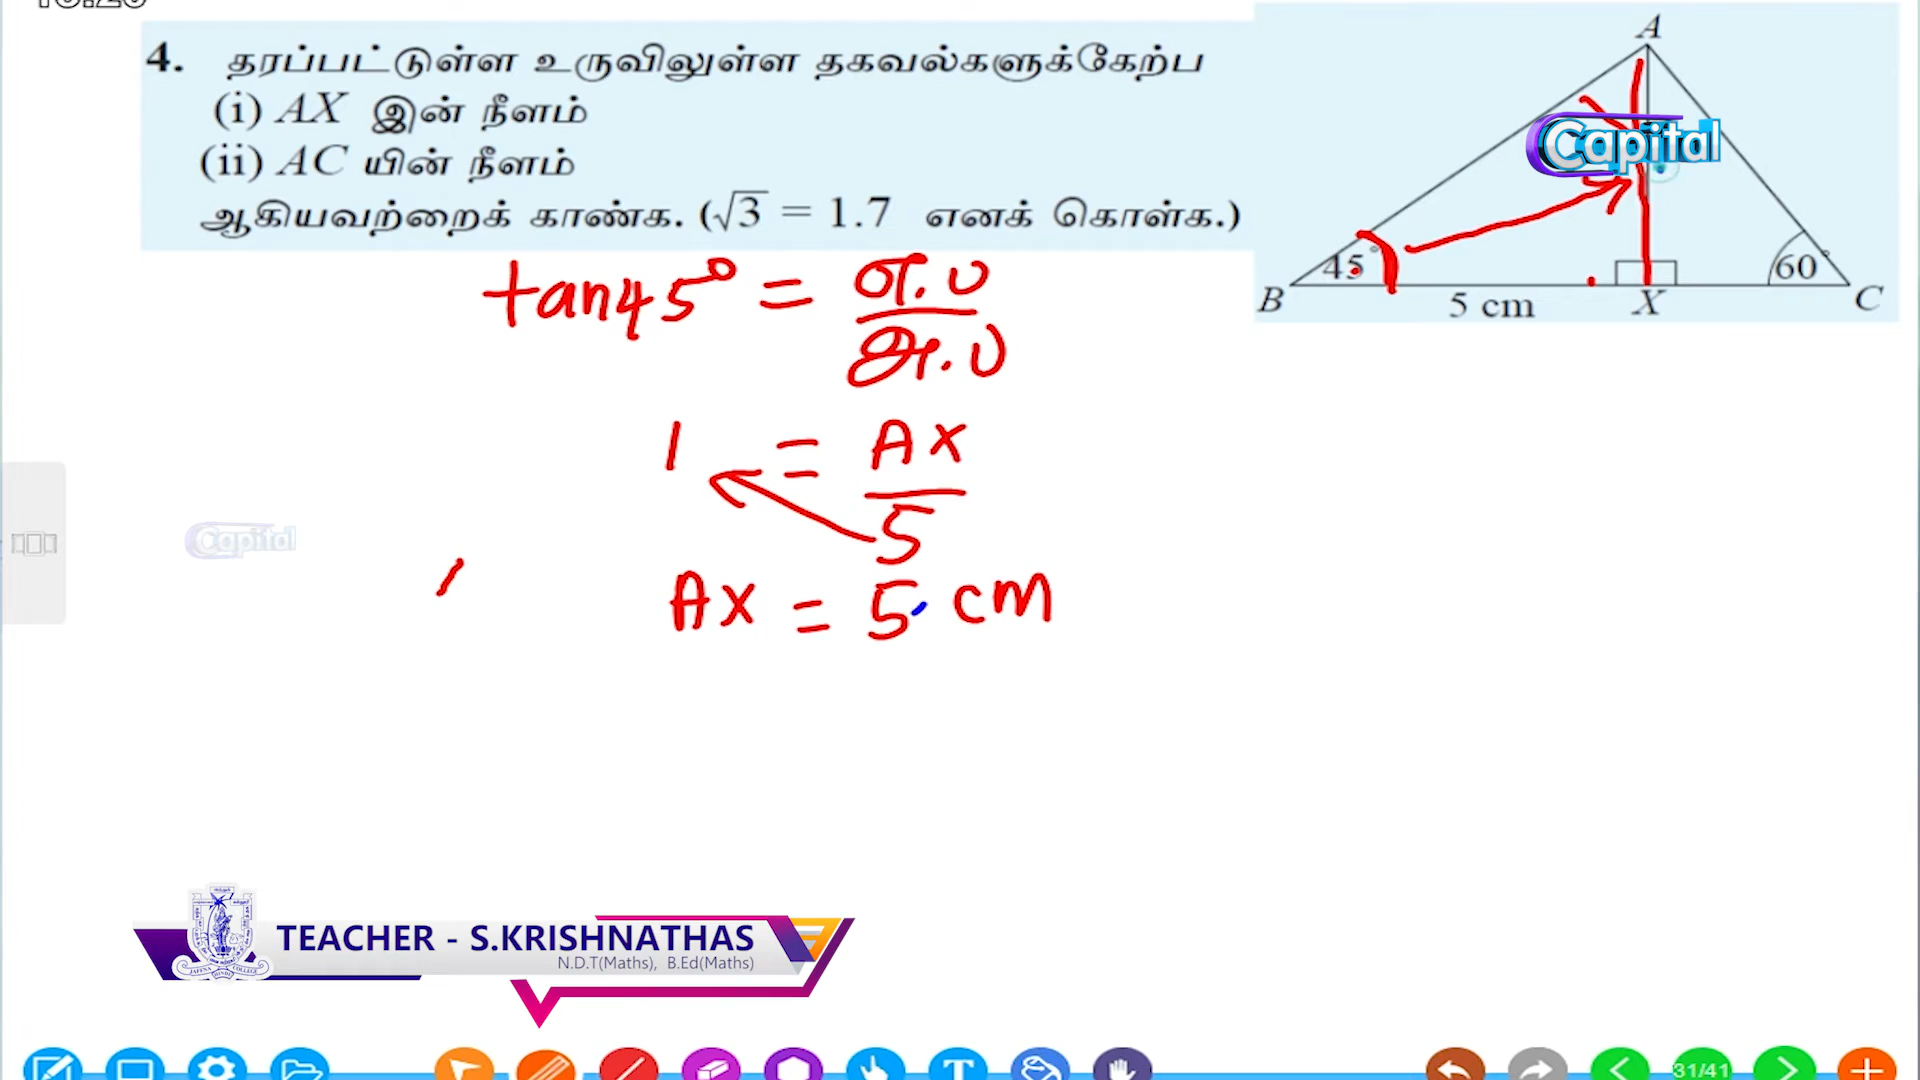 4. தரப்பட்டுள்ள உருவிலுள்ள தகவல்களுக்கேற்ப
(i) AX இன் நீளம்
(ii) AC யின் நீளம்
ஆகியவற்றைக் காண்க. (√3 = 1.7 எனக் கொள்க.)
A
Capital
45°
60°
B
5 cm
X
C
tan45° = எ.ப / அ.ப
1 = AX / 5
Capital
AX = 5 cm
TEACHER - S.KRISHNATHAS
N.D.T(Maths), B.Ed(Maths)
31/41